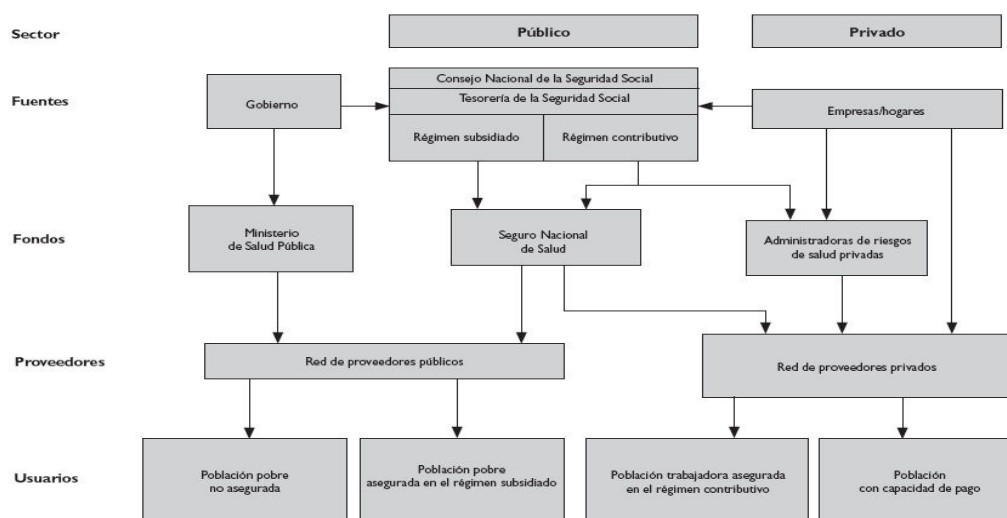 Sector
Público
Privado
Fuentes
Gobierno
Consejo Nacional de la Seguridad Social
Tesorería de la Seguridad Social
Régimen subsidiado
Régimen contributivo
Empresas/hogares
Fondos
Ministerio
de Salud Pública
Seguro Nacional
de Salud
Administradoras de riesgos
de salud privadas
Proveedores
Red de proveedores públicos
Red de proveedores privados
Usuarios
Población pobre
no asegurada
Población pobre
asegurada en el régimen subsidiado
Población trabajadora asegurada
en el régimen contributivo
Población
con capacidad de pago